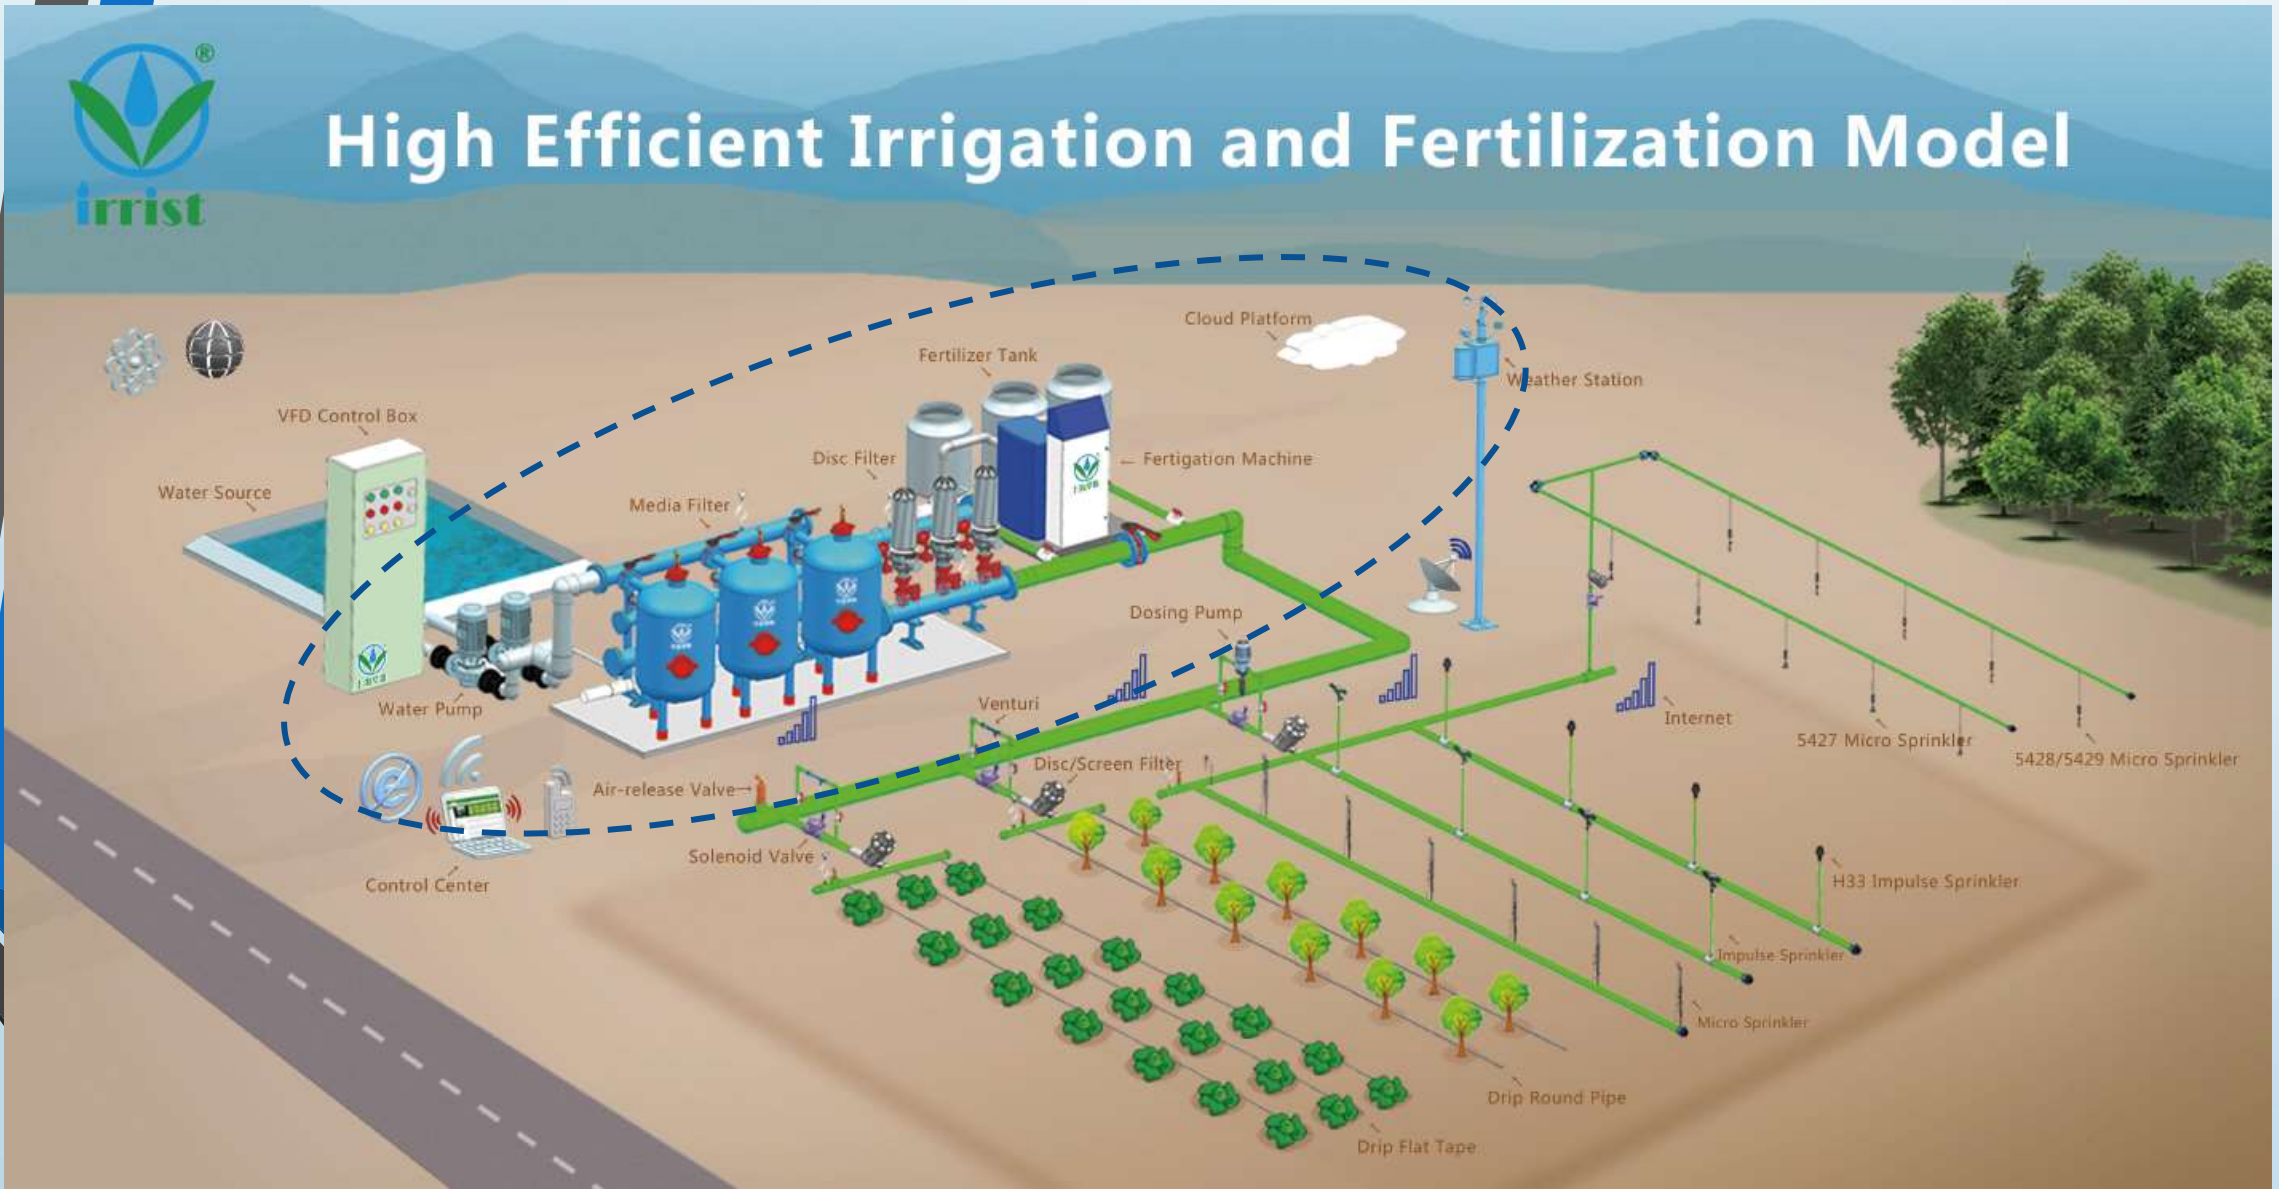 ®
irrist
High Efficient Irrigation and Fertilization Model
Cloud Platform
Fertilizer Tank
Weather Station
VFD Control Box
Disc Filter
Fertigation Machine
Water Source
Media Filter
Dosing Pump
Water Pump
Venturi
Internet
5427 Micro Sprinkler
5428/5429 Micro Sprinkler
Disc/Screen Filter
Air-release Valve
Solenoid Valve
Control Center
H33 Impulse Sprinkler
Impulse Sprinkler
Micro Sprinkler
Drip Round Pipe
Drip Flat Tape